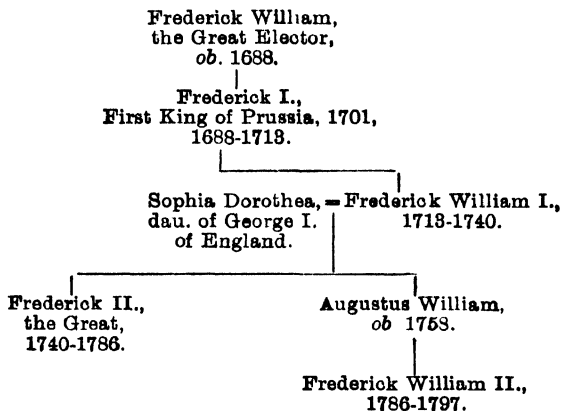 Frederick William,
the Great Elector,
ob. 1688.
Frederick I.,
First King of Prussia, 1701,
1688-1713.
Sophia Dorothea, = Frederick William I.,
dau. of George I.
of England.
1713-1740.
Frederick II.,
the Great,
1740-1786.
Augustus William,
ob 1758.
Frederick William II.,
1786-1797.